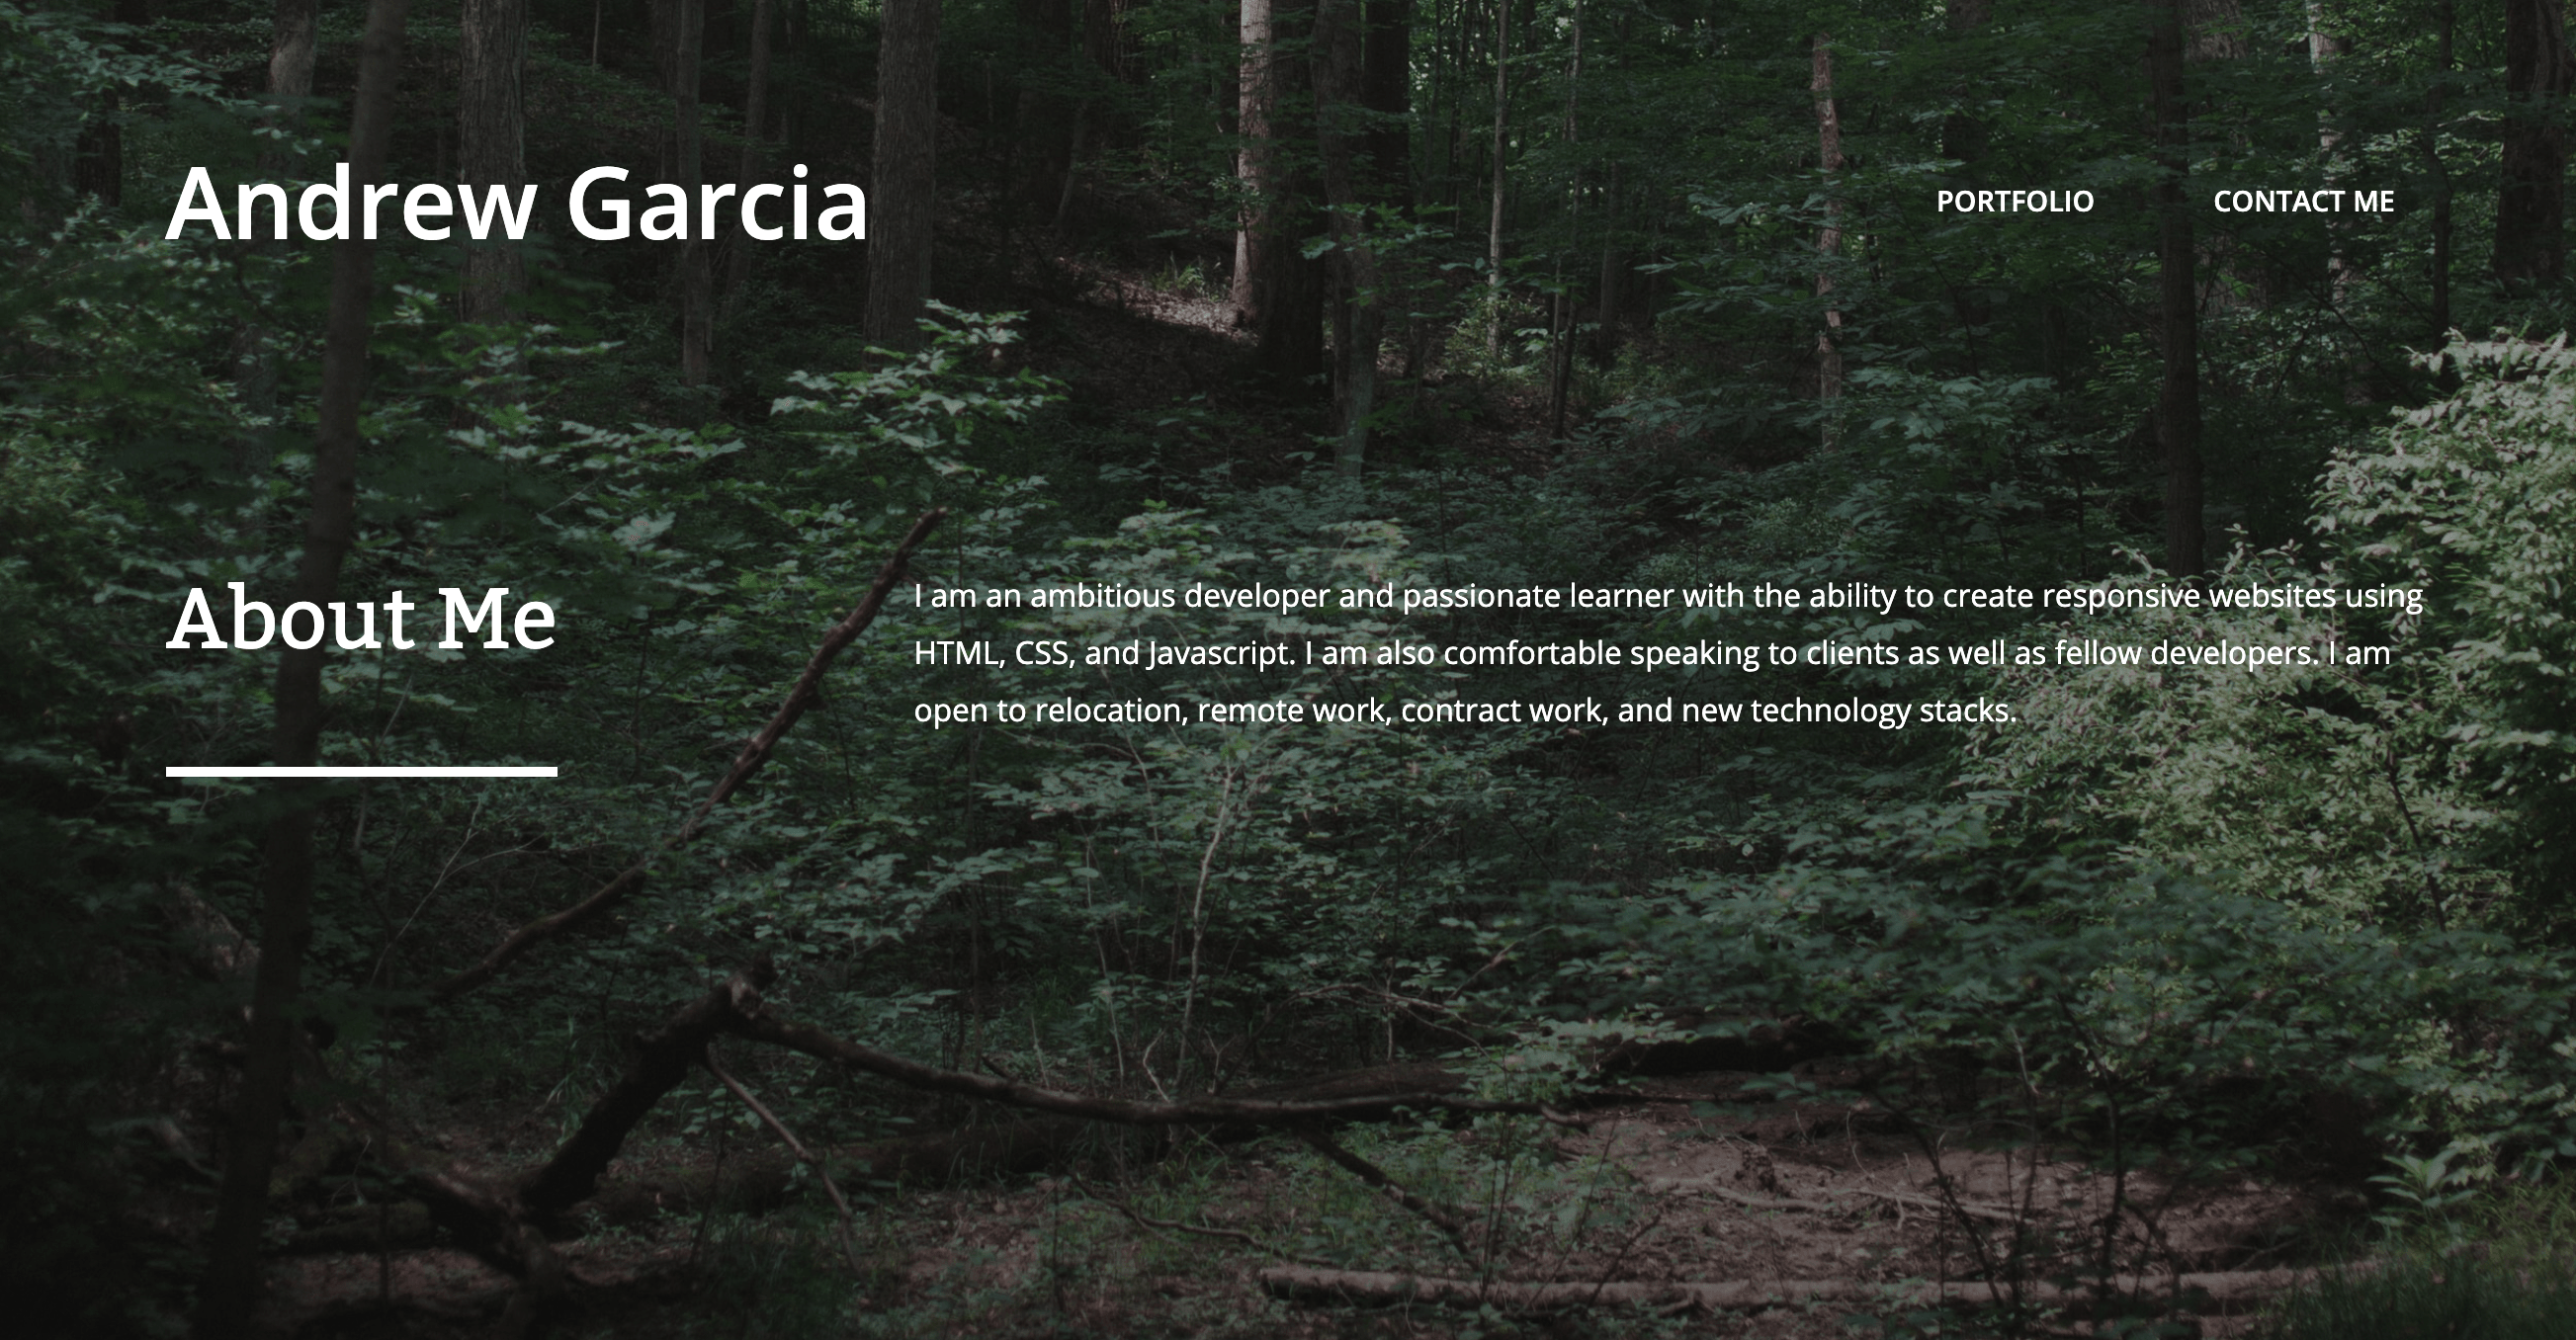 Andrew Garcia
PORTFOLIO
CONTACT ME
About Me
I am an ambitious developer and passionate learner with the ability to create responsive websites using
HTML, CSS, and Javascript. I am also comfortable speaking to clients as well as fellow developers. I am
open to relocation, remote work, contract work, and new technology stacks.